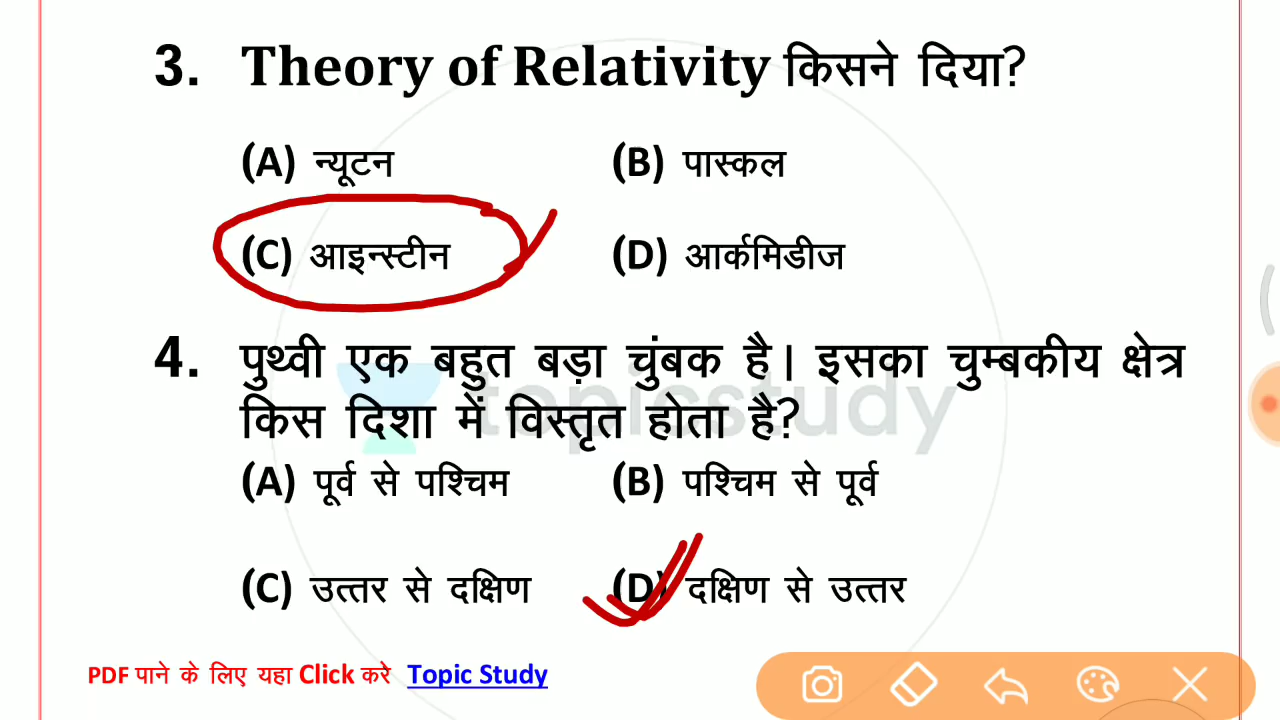 3. Theory of Relativity किसने दिया?
(A) न्यूटन (B) पास्कल
(C) आइन्स्टीन (D) आर्कमिडीज
4. पुथ्वी एक बहुत बड़ा चुंबक है। इसका चुम्बकीय क्षेत्र
किस दिशा में विस्तृत होता है?
topicstudy
(A) पूर्व से पश्चिम (B) पश्चिम से पूर्व
(C) उत्तर से दक्षिण (D) दक्षिण से उत्तर
PDF पाने के लिए यहा Click करे Topic Study